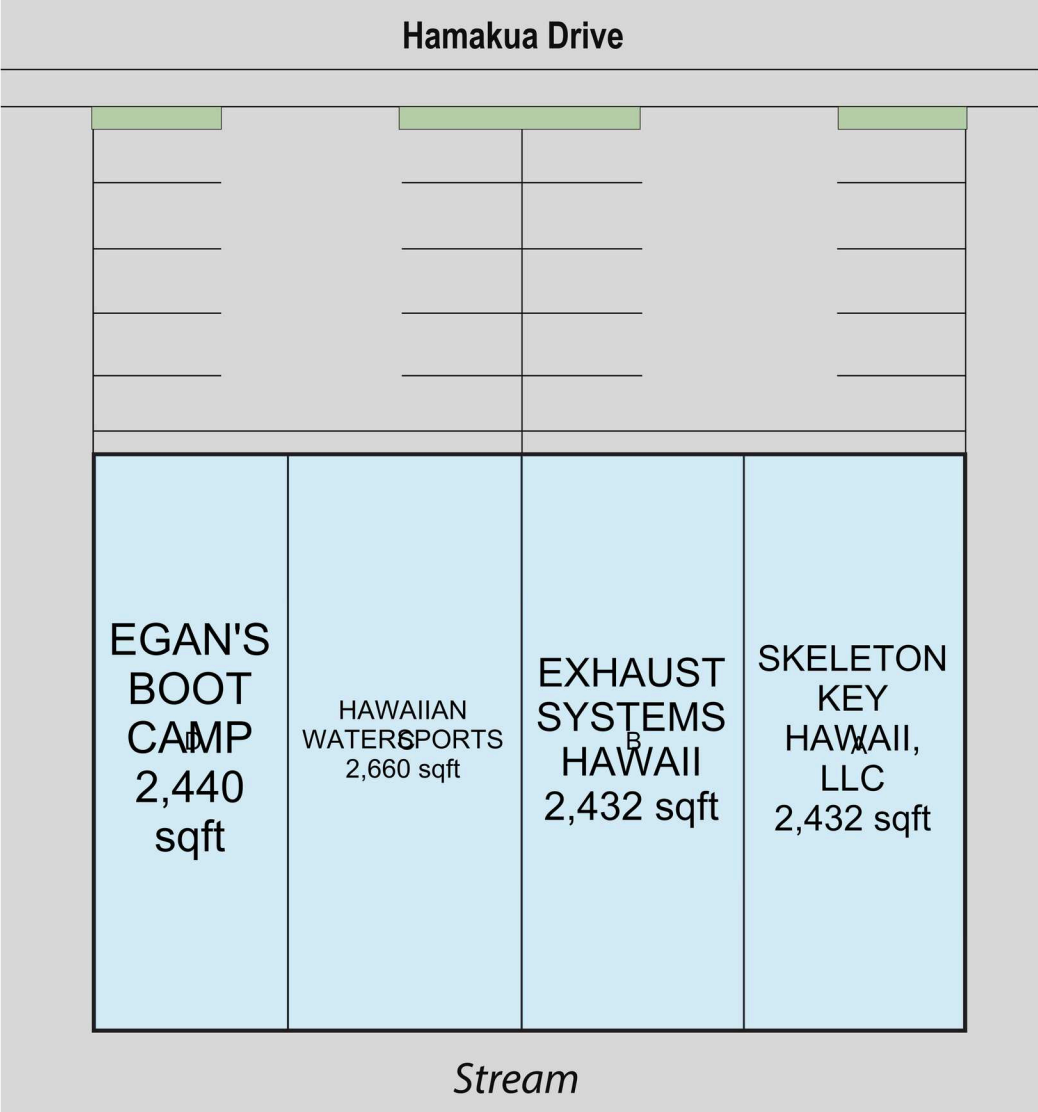 Hamakua Drive
EGAN'S
BOOT
CAMP
D
2,440
sqft
HAWAIIAN
WATERSPORTS
C
2,660 sqft
EXHAUST
SYSTEMS
B
HAWAII
2,432 sqft
SKELETON
KEY
HAWAII,
A
LLC
2,432 sqft
Stream